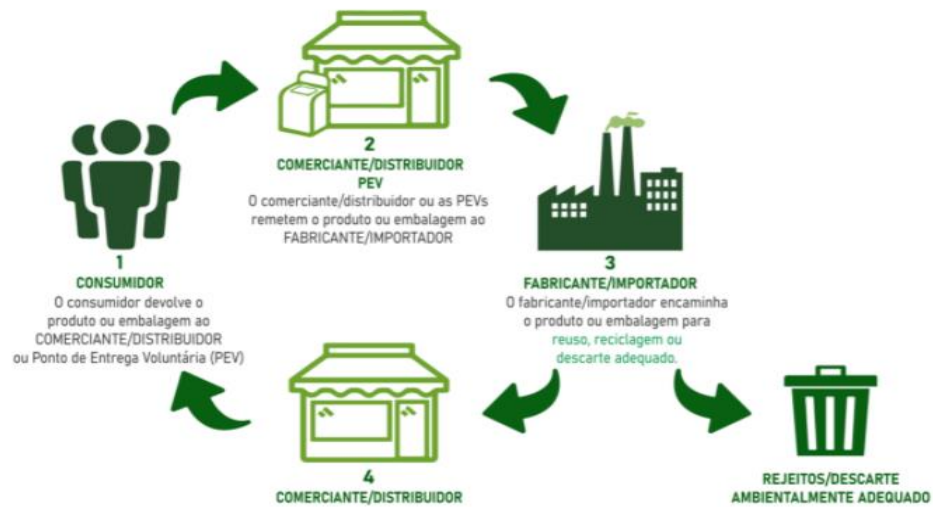 2
COMERCIANTE/DISTRIBUIDOR
PEV
O comerciante/distribuidor ou as PEVs
remetem o produto ou embalagem ao
FABRICANTE/IMPORTADOR
1
CONSUMIDOR
O consumidor devolve o
produto ou embalagem ao
COMERCIANTE/DISTRIBUIDOR
ou Ponto de Entrega Voluntária (PEV)
3
FABRICANTE/IMPORTADOR
O fabricante/importador encaminha
o produto ou embalagem para
reuso, reciclagem ou
descarte adequado.
4
COMERCIANTE/DISTRIBUIDOR
REJEITOS/DESCARTE
AMBIENTALMENTE ADEQUADO